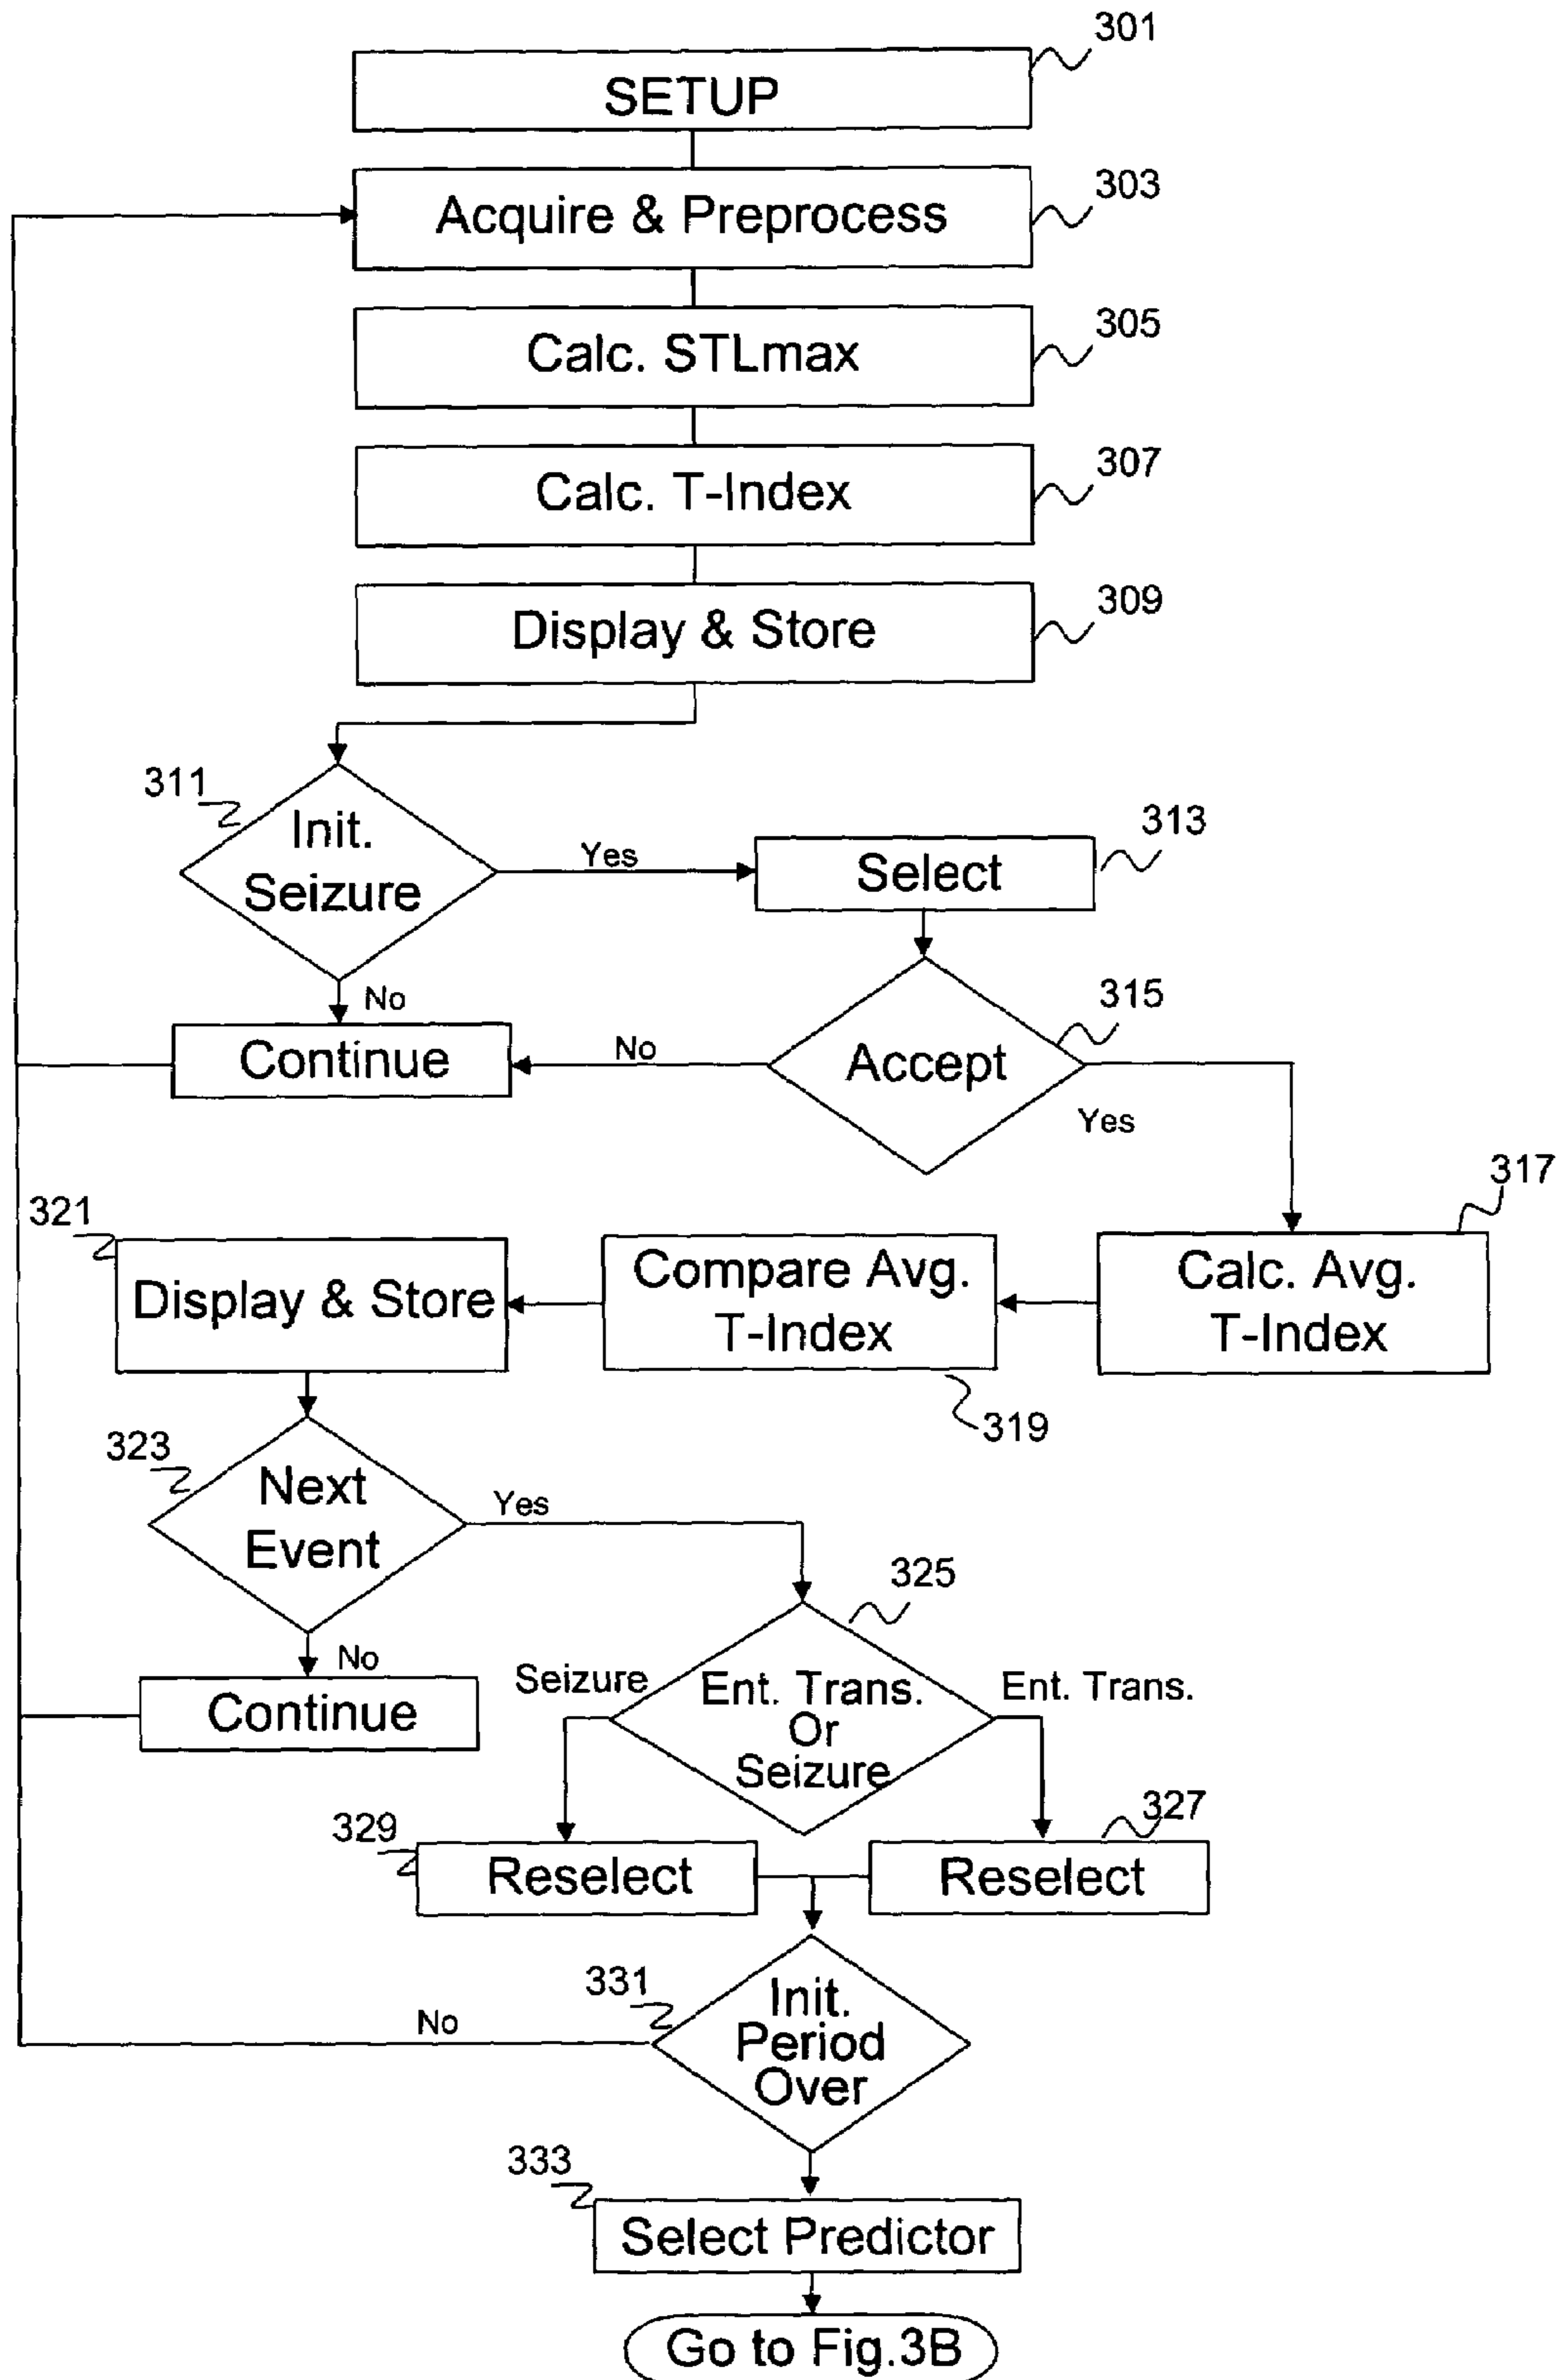 301
SETUP
303
Acquire & Preprocess
305
Calc. STLmax
307
Calc. T-Index
309
Display & Store
311
Init.
Seizure
Yes
313
Select
No
315
Accept
No
Continue
Yes
317
Calc. Avg.
T-Index
Compare Avg.
T-Index
319
321
Display & Store
323
Next
Event
Yes
No
Continue
325
Seizure
Ent. Trans.
Or
Seizure
Ent. Trans.
329
Reselect
327
Reselect
331
Init.
Period
Over
No
333
Select Predictor
Go to Fig.3B